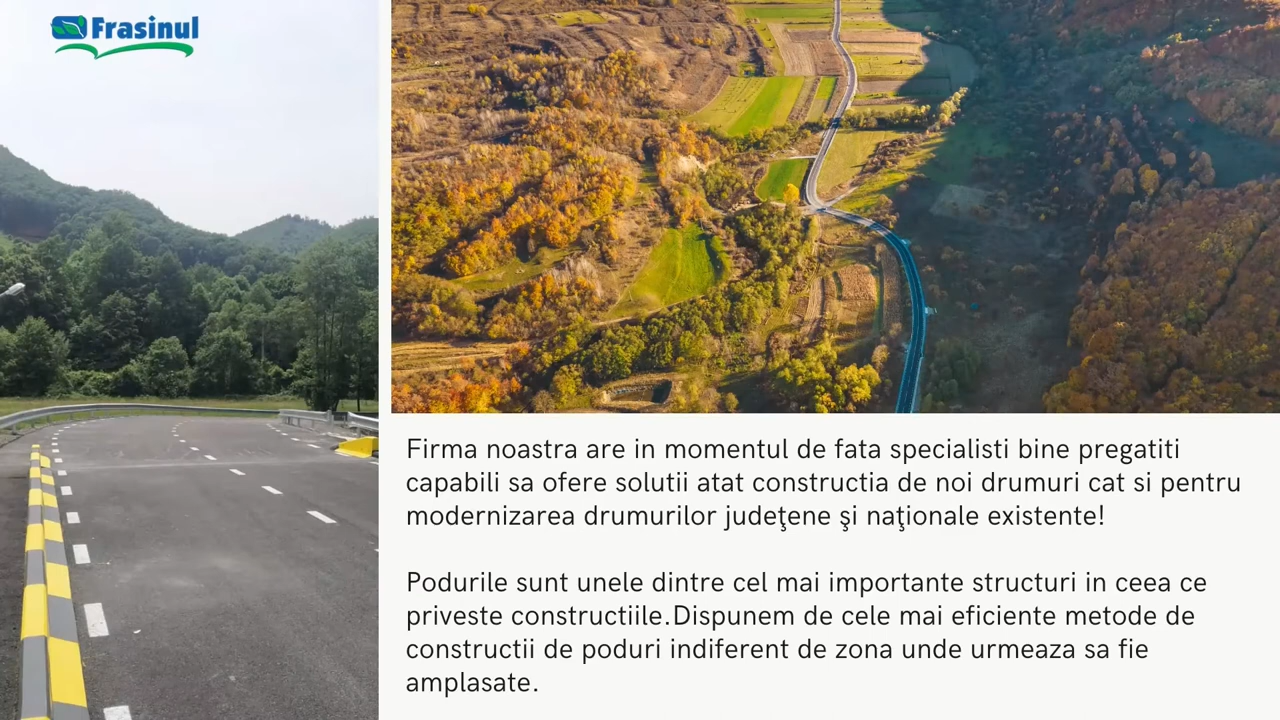 Frasinul
Firma noastra are in momentul de fata specialisti bine pregatiti
capabili sa ofere solutii atat constructia de noi drumuri cat si pentru
modernizarea drumurilor judeţene şi naţionale existente!
Podurile sunt unele dintre cel mai importante structuri in ceea ce
priveste constructiile.Dispunem de cele mai eficiente metode de
constructii de poduri indiferent de zona unde urmeaza sa fie
amplasate.